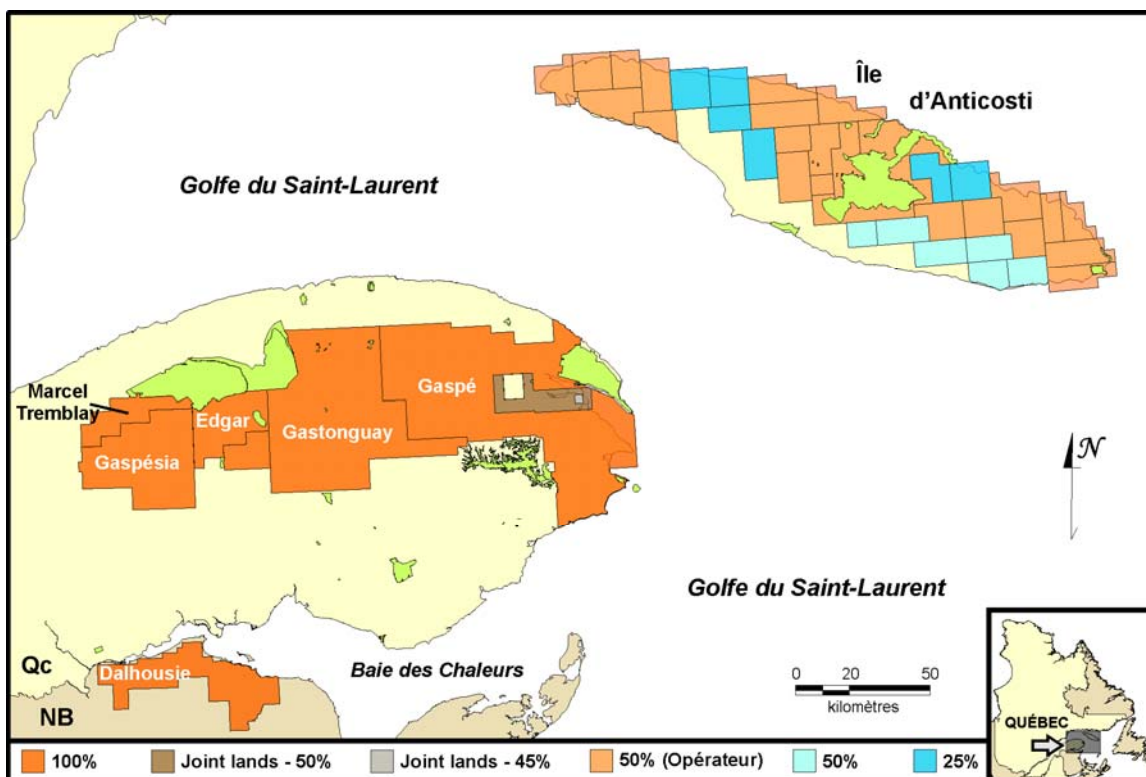 Île
d'Anticosti
Golfe du Saint-Laurent
Marcel
Tremblay
Gaspé
Edgar
Gastonguay
Gaspésia
N
Golfe du Saint-Laurent
Qc
Dalhousie
Baie des Chaleurs
0 20 50
kilomètres
NB
QUÉBEC
100%
Joint lands - 50%
Joint lands - 45%
50% (Opérateur)
50%
25%